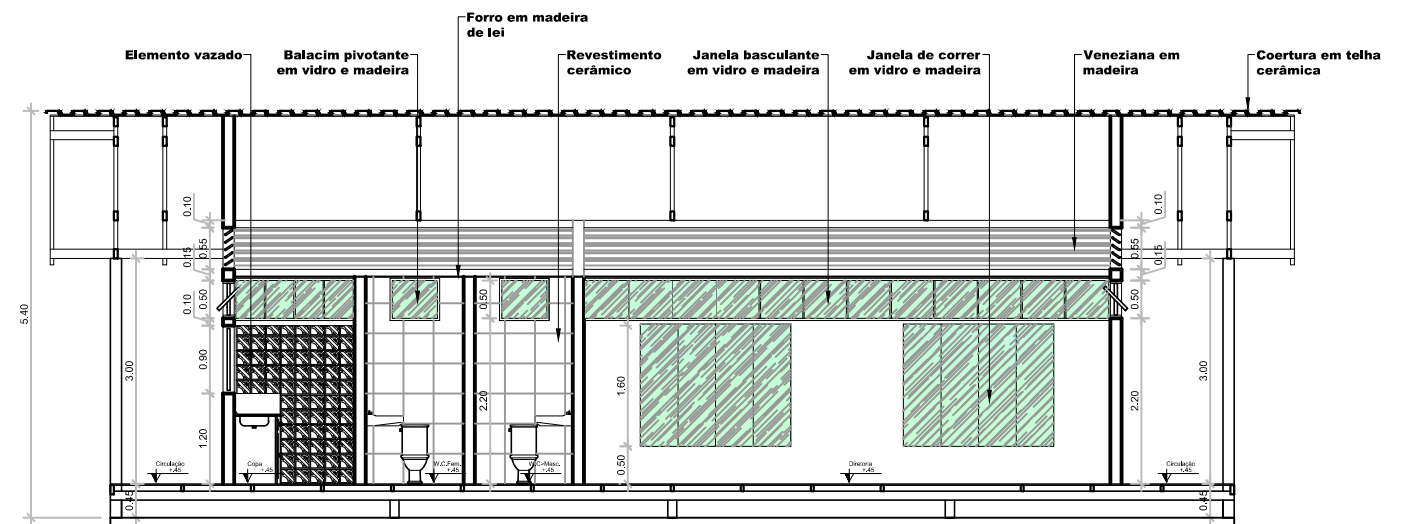 Forro em madeira
de lei
Elemento vazado
Balacim pivotante
em vidro e madeira
Revestimento
cerâmico
Janela basculante
em vidro e madeira
Janela de correr
em vidro e madeira
Veneziana em
madeira
Coertura em telha
cerâmica
5.40
3.00
0.45
0.10
0.55
0.15
0.50
0.10
0.90
1.20
0.50
2.20
1.60
0.50
0.10
0.55
0.15
0.50
2.20
3.00
0.45
Circulação
+.45
Copa
+.45
W.C.Fem.
+.45
W.C>Masc.
+.45
Diretoria
+.45
Circulação
+.45